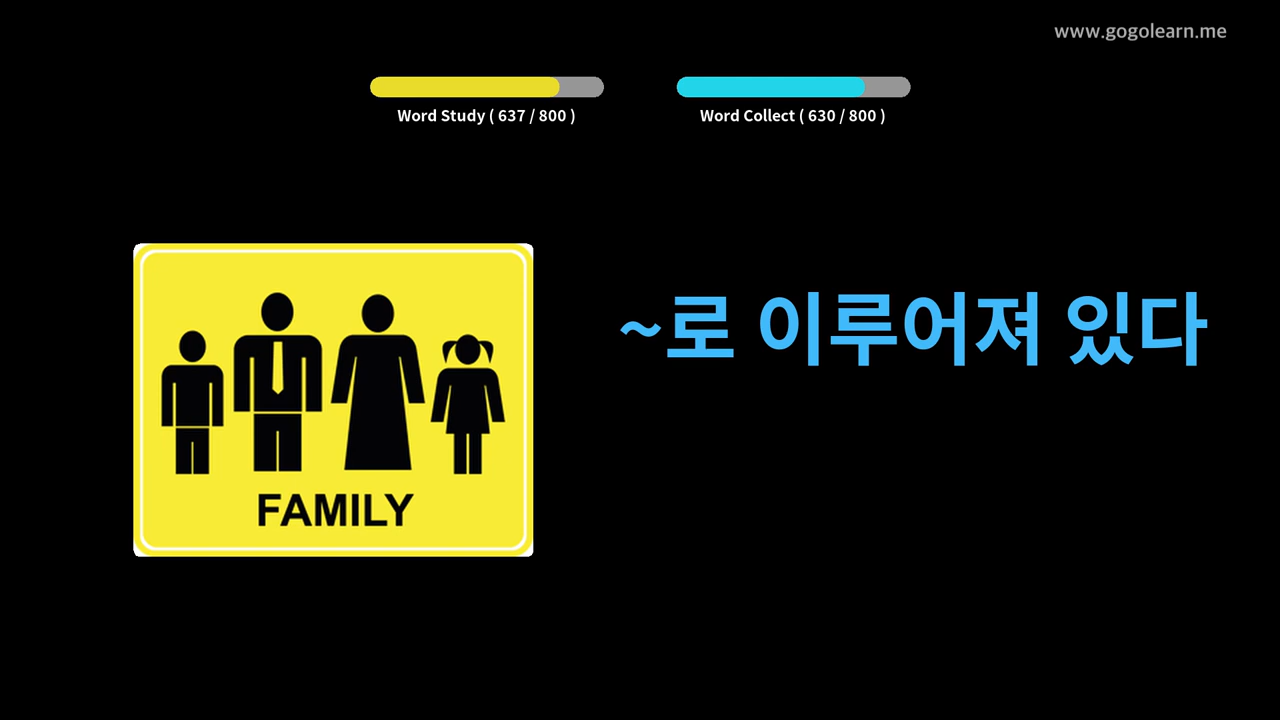 www.gogolearn.me
Word Study ( 637 / 800 )
Word Collect ( 630 / 800 )
~로 이루어져 있다
FAMILY